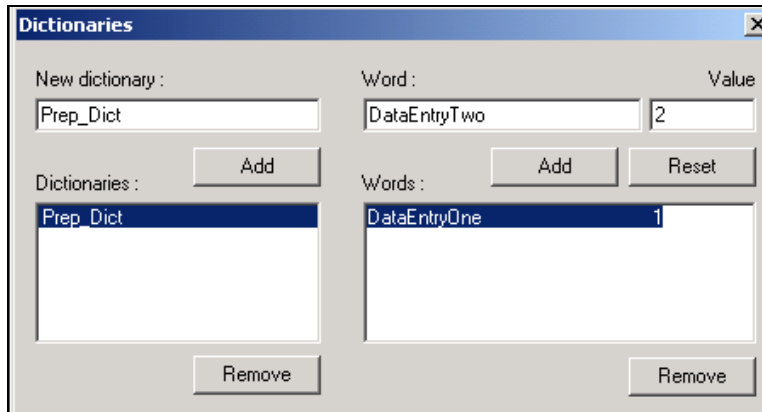 Dictionaries
New dictionary : Word : Value
Prep_Dict DataEntryTwo 2
Add Add Reset
Dictionaries : Words :
Prep_Dict DataEntryOne 1
Remove Remove